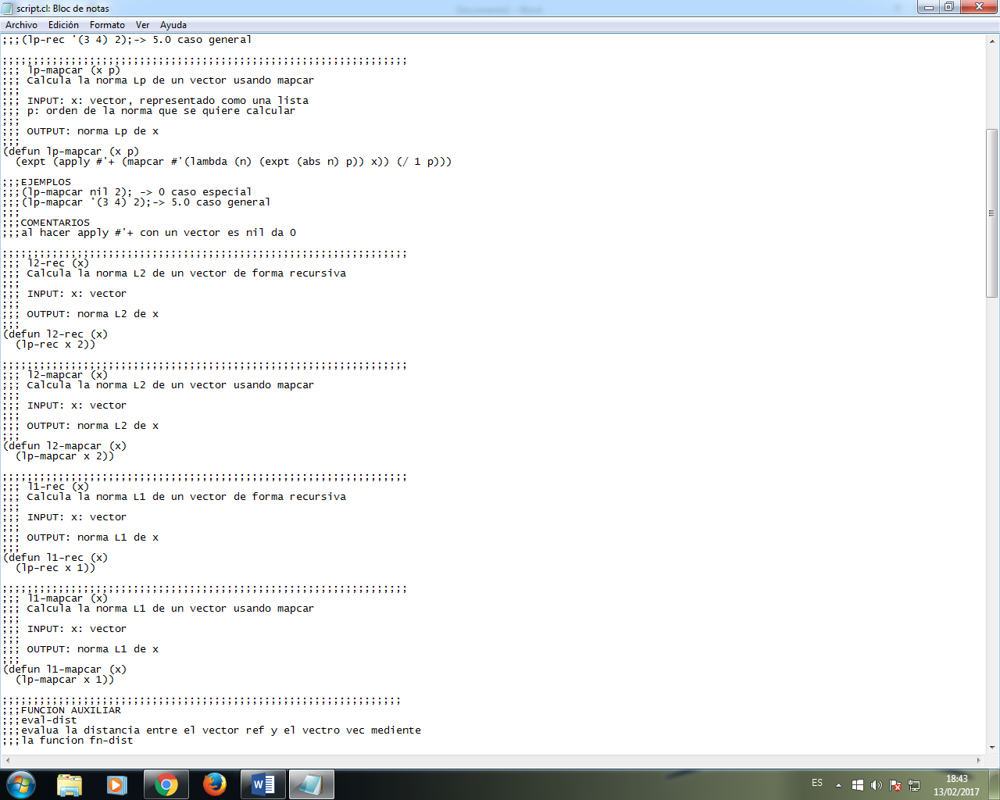 script.cl: Bloc de notas
Archivo Edición Formato Ver Ayuda
;;;(lp-rec '(3 4) 2);-> 5.0 caso general
;;;;;;;;;;;;;;;;;;;;;;;;;;;;;;;;;;;;;;;;;;;;;;;;;;;;;;;;;;;;;;;;;
;;; lp-mapcar (x p)
;;; Calcula la norma Lp de un vector usando mapcar
;;;
;;; INPUT: x: vector, representado como una lista
;;; p: orden de la norma que se quiere calcular
;;;
;;; OUTPUT: norma Lp de x
;;;
(defun lp-mapcar (x p)
(expt (apply #'+ (mapcar #'(lambda (n) (expt (abs n) p)) x)) (/ 1 p)))
;;;EJEMPLOS
;;;(lp-mapcar nil 2); -> 0 caso especial
;;;(lp-mapcar '(3 4) 2);-> 5.0 caso general
;;;
;;;COMENTARIOS
;;;al hacer apply #'+ con un vector es nil da 0
;;;;;;;;;;;;;;;;;;;;;;;;;;;;;;;;;;;;;;;;;;;;;;;;;;;;;;;;;;;;;;;;;
;;; l2-rec (x)
;;; Calcula la norma L2 de un vector de forma recursiva
;;;
;;; INPUT: x: vector
;;;
;;; OUTPUT: norma L2 de x
;;;
(defun l2-rec (x)
(lp-rec x 2))
;;;;;;;;;;;;;;;;;;;;;;;;;;;;;;;;;;;;;;;;;;;;;;;;;;;;;;;;;;;;;;;;;
;;; l2-mapcar (x)
;;; Calcula la norma L2 de un vector usando mapcar
;;;
;;; INPUT: x: vector
;;;
;;; OUTPUT: norma L2 de x
;;;
(defun l2-mapcar (x)
(lp-mapcar x 2))
;;;;;;;;;;;;;;;;;;;;;;;;;;;;;;;;;;;;;;;;;;;;;;;;;;;;;;;;;;;;;;;;;
;;; l1-rec (x)
;;; Calcula la norma L1 de un vector de forma recursiva
;;;
;;; INPUT: x: vector
;;;
;;; OUTPUT: norma L1 de x
;;;
(defun l1-rec (x)
(lp-rec x 1))
;;;;;;;;;;;;;;;;;;;;;;;;;;;;;;;;;;;;;;;;;;;;;;;;;;;;;;;;;;;;;;;;;
;;; l1-mapcar (x)
;;; Calcula la norma L1 de un vector usando mapcar
;;;
;;; INPUT: x: vector
;;;
;;; OUTPUT: norma L1 de x
;;;
(defun l1-mapcar (x)
(lp-mapcar x 1))
;;;;;;;;;;;;;;;;;;;;;;;;;;;;;;;;;;;;;;;;;;;;;;;;;;;;;;;;;;;;;;;;
;;;FUNCION AUXILIAR
;;;eval-dist
;;;evalua la distancia entre el vector ref y el vectro vec mediente
;;;la funcion fn-dist
ES
18:43
13/02/2017